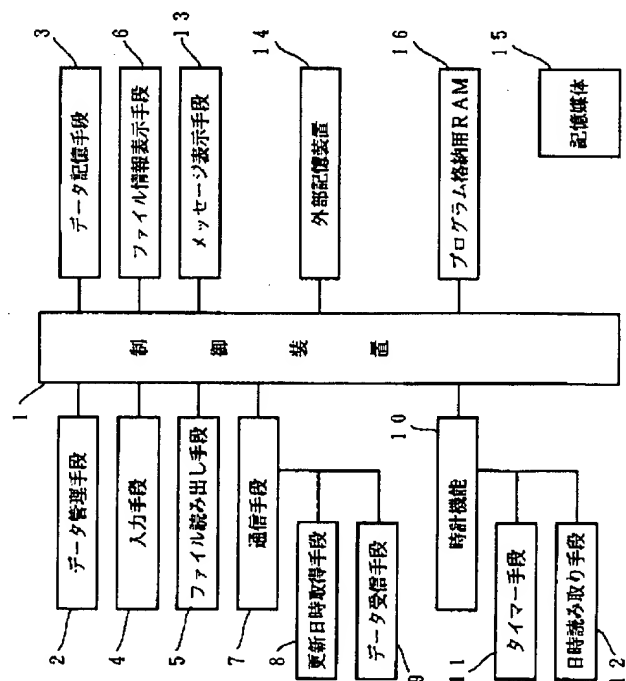 1
制御装置
2
データ管理手段
4
入力手段
5
ファイル読み出し手段
7
通信手段
8
更新日時取得手段
9
データ受信手段
10
時計機能
11
タイマー手段
12
日時読み取り手段
3
データ記憶手段
6
ファイル情報表示手段
13
メッセージ表示手段
14
外部記憶装置
16
プログラム格納用RAM
15
記憶媒体